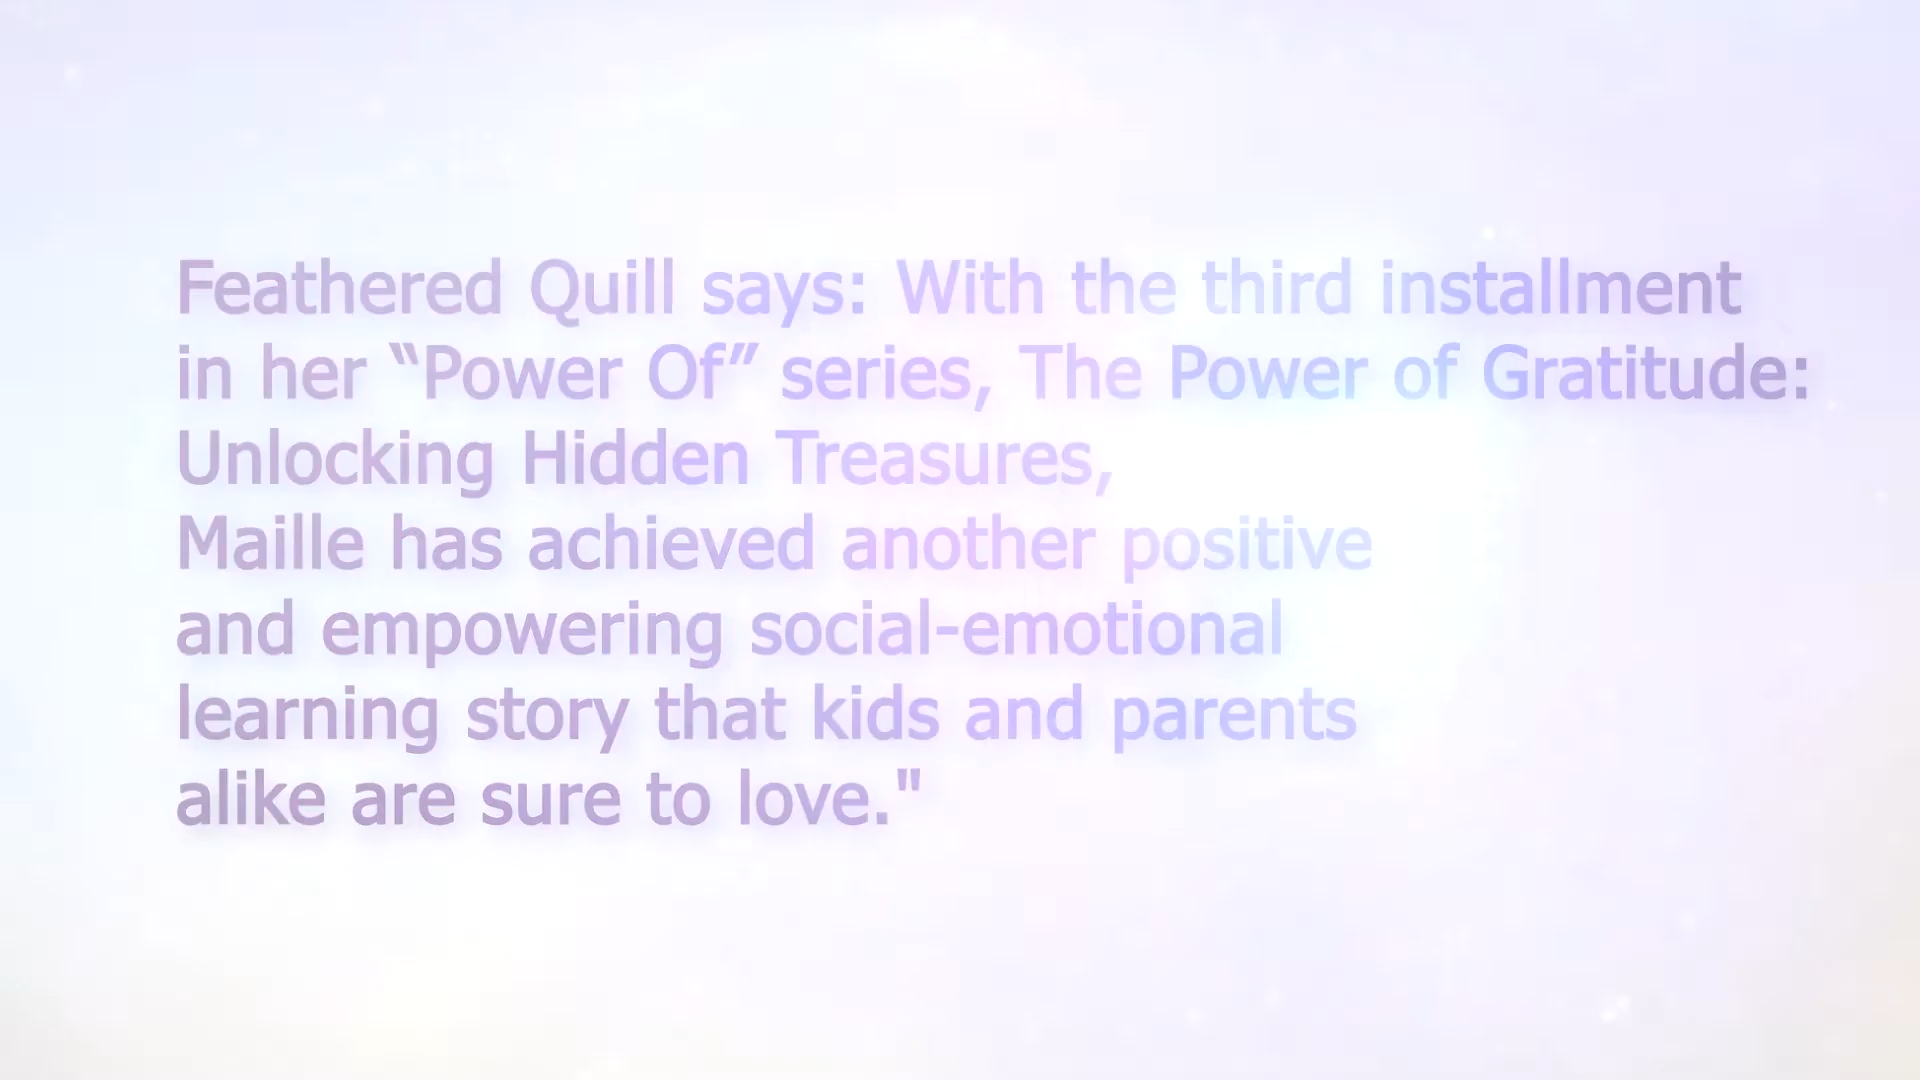 Feathered Quill says: With the third installment
in her “Power Of” series, The Power of Gratitude:
Unlocking Hidden Treasures,
Maille has achieved another positive
and empowering social-emotional
learning story that kids and parents
alike are sure to love."